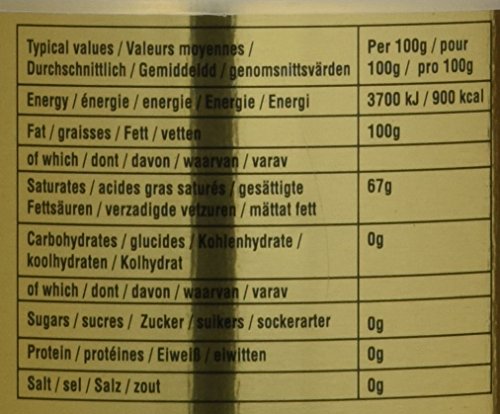 Typical values / Valeurs moyennes /
Durchschnittlich / Gemiddeldd / genomsnittsvärden
Per 100g / pour
100g / pro 100g
Energy / énergie / energie / Energie / Energi
3700 kJ / 900 kcal
Fat / graisses / Fett / vetten
100g
of which / dont / davon / waarvan / varav
Saturates / acides gras saturés / gesättigte
Fettsäuren / verzadigde vetzuren / mättat fett
67g
Carbohydrates / glucides / Kohlenhydrate /
koolhydraten / Kolhydrat
0g
of which / dont / davon / waarvan / varav
Sugars / sucres / Zucker / suikers / sockerarter
0g
Protein / protéines / Eiweiß / eiwitten
0g
Salt / sel / Salz / zout
0g